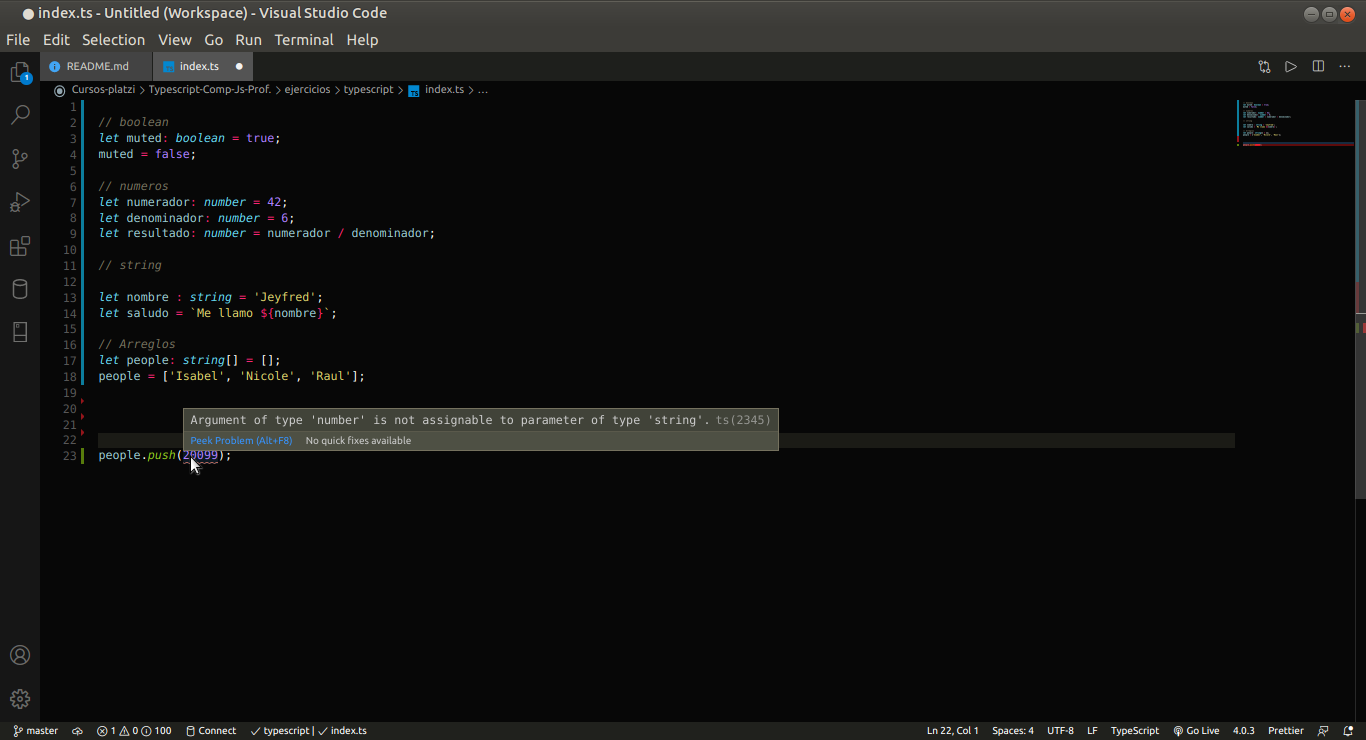 index.ts - Untitled (Workspace) - Visual Studio Code
File Edit Selection View Go Run Terminal Help
1
README.md index.ts
Cursos-platzi > Typescript-Comp-Js-Prof. > ejercicios > typescript > TS index.ts > ...
1
2 // boolean
3 let muted: boolean = true;
4 muted = false;
5
6 // numeros
7 let numerador: number = 42;
8 let denominador: number = 6;
9 let resultado: number = numerador / denominador;
10
11 // string
12
13 let nombre : string = 'Jeyfred';
14 let saludo = `Me llamo ${nombre}`;
15
16 // Arreglos
17 let people: string[] = [];
18 people = ['Isabel', 'Nicole', 'Raul'];
19
20
Argument of type 'number' is not assignable to parameter of type 'string'. ts(2345)
21
22
Peek Problem (Alt+F8) No quick fixes available
23 people.push(20099);
master 1 0 100 Connect typescript | index.ts Ln 22, Col 1 Spaces: 4 UTF-8 LF TypeScript Go Live 4.0.3 Prettier